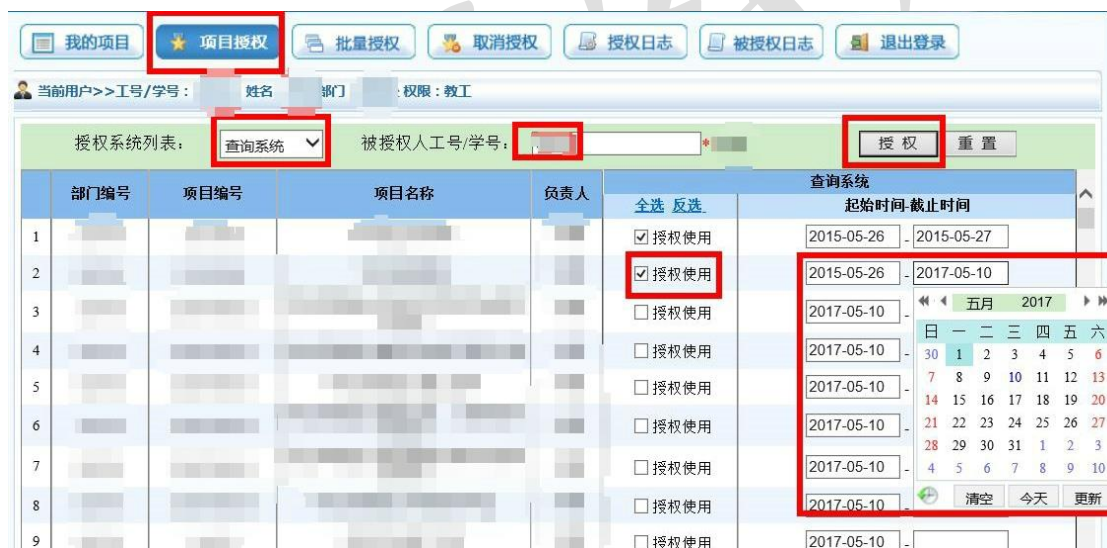 我的项目 项目授权 批量授权 取消授权 授权日志 被授权日志 退出登录
当前用户>>工号/学号： 姓名 部门 ：权限：教工
授权系统列表： 查询系统 被授权人工号/学号： * 授 权 重 置
部门编号 项目编号 项目名称 负责人 查询系统
全选 反选 起始时间-截止时间
1 授权使用 2015-05-26 - 2015-05-27
2 授权使用 2015-05-26 - 2017-05-10
3 授权使用 2017-05-10 -
4 授权使用 2017-05-10 -
5 授权使用 2017-05-10 -
6 授权使用 2017-05-10 -
7 授权使用 2017-05-10 -
8 授权使用 2017-05-10 -
9 授权使用 2017-05-10 -
五月 2017
日 一 二 三 四 五 六
30 1 2 3 4 5 6
7 8 9 10 11 12 13
14 15 16 17 18 19 20
21 22 23 24 25 26 27
28 29 30 31 1 2 3
4 5 6 7 8 9 10
清空 今天 更新